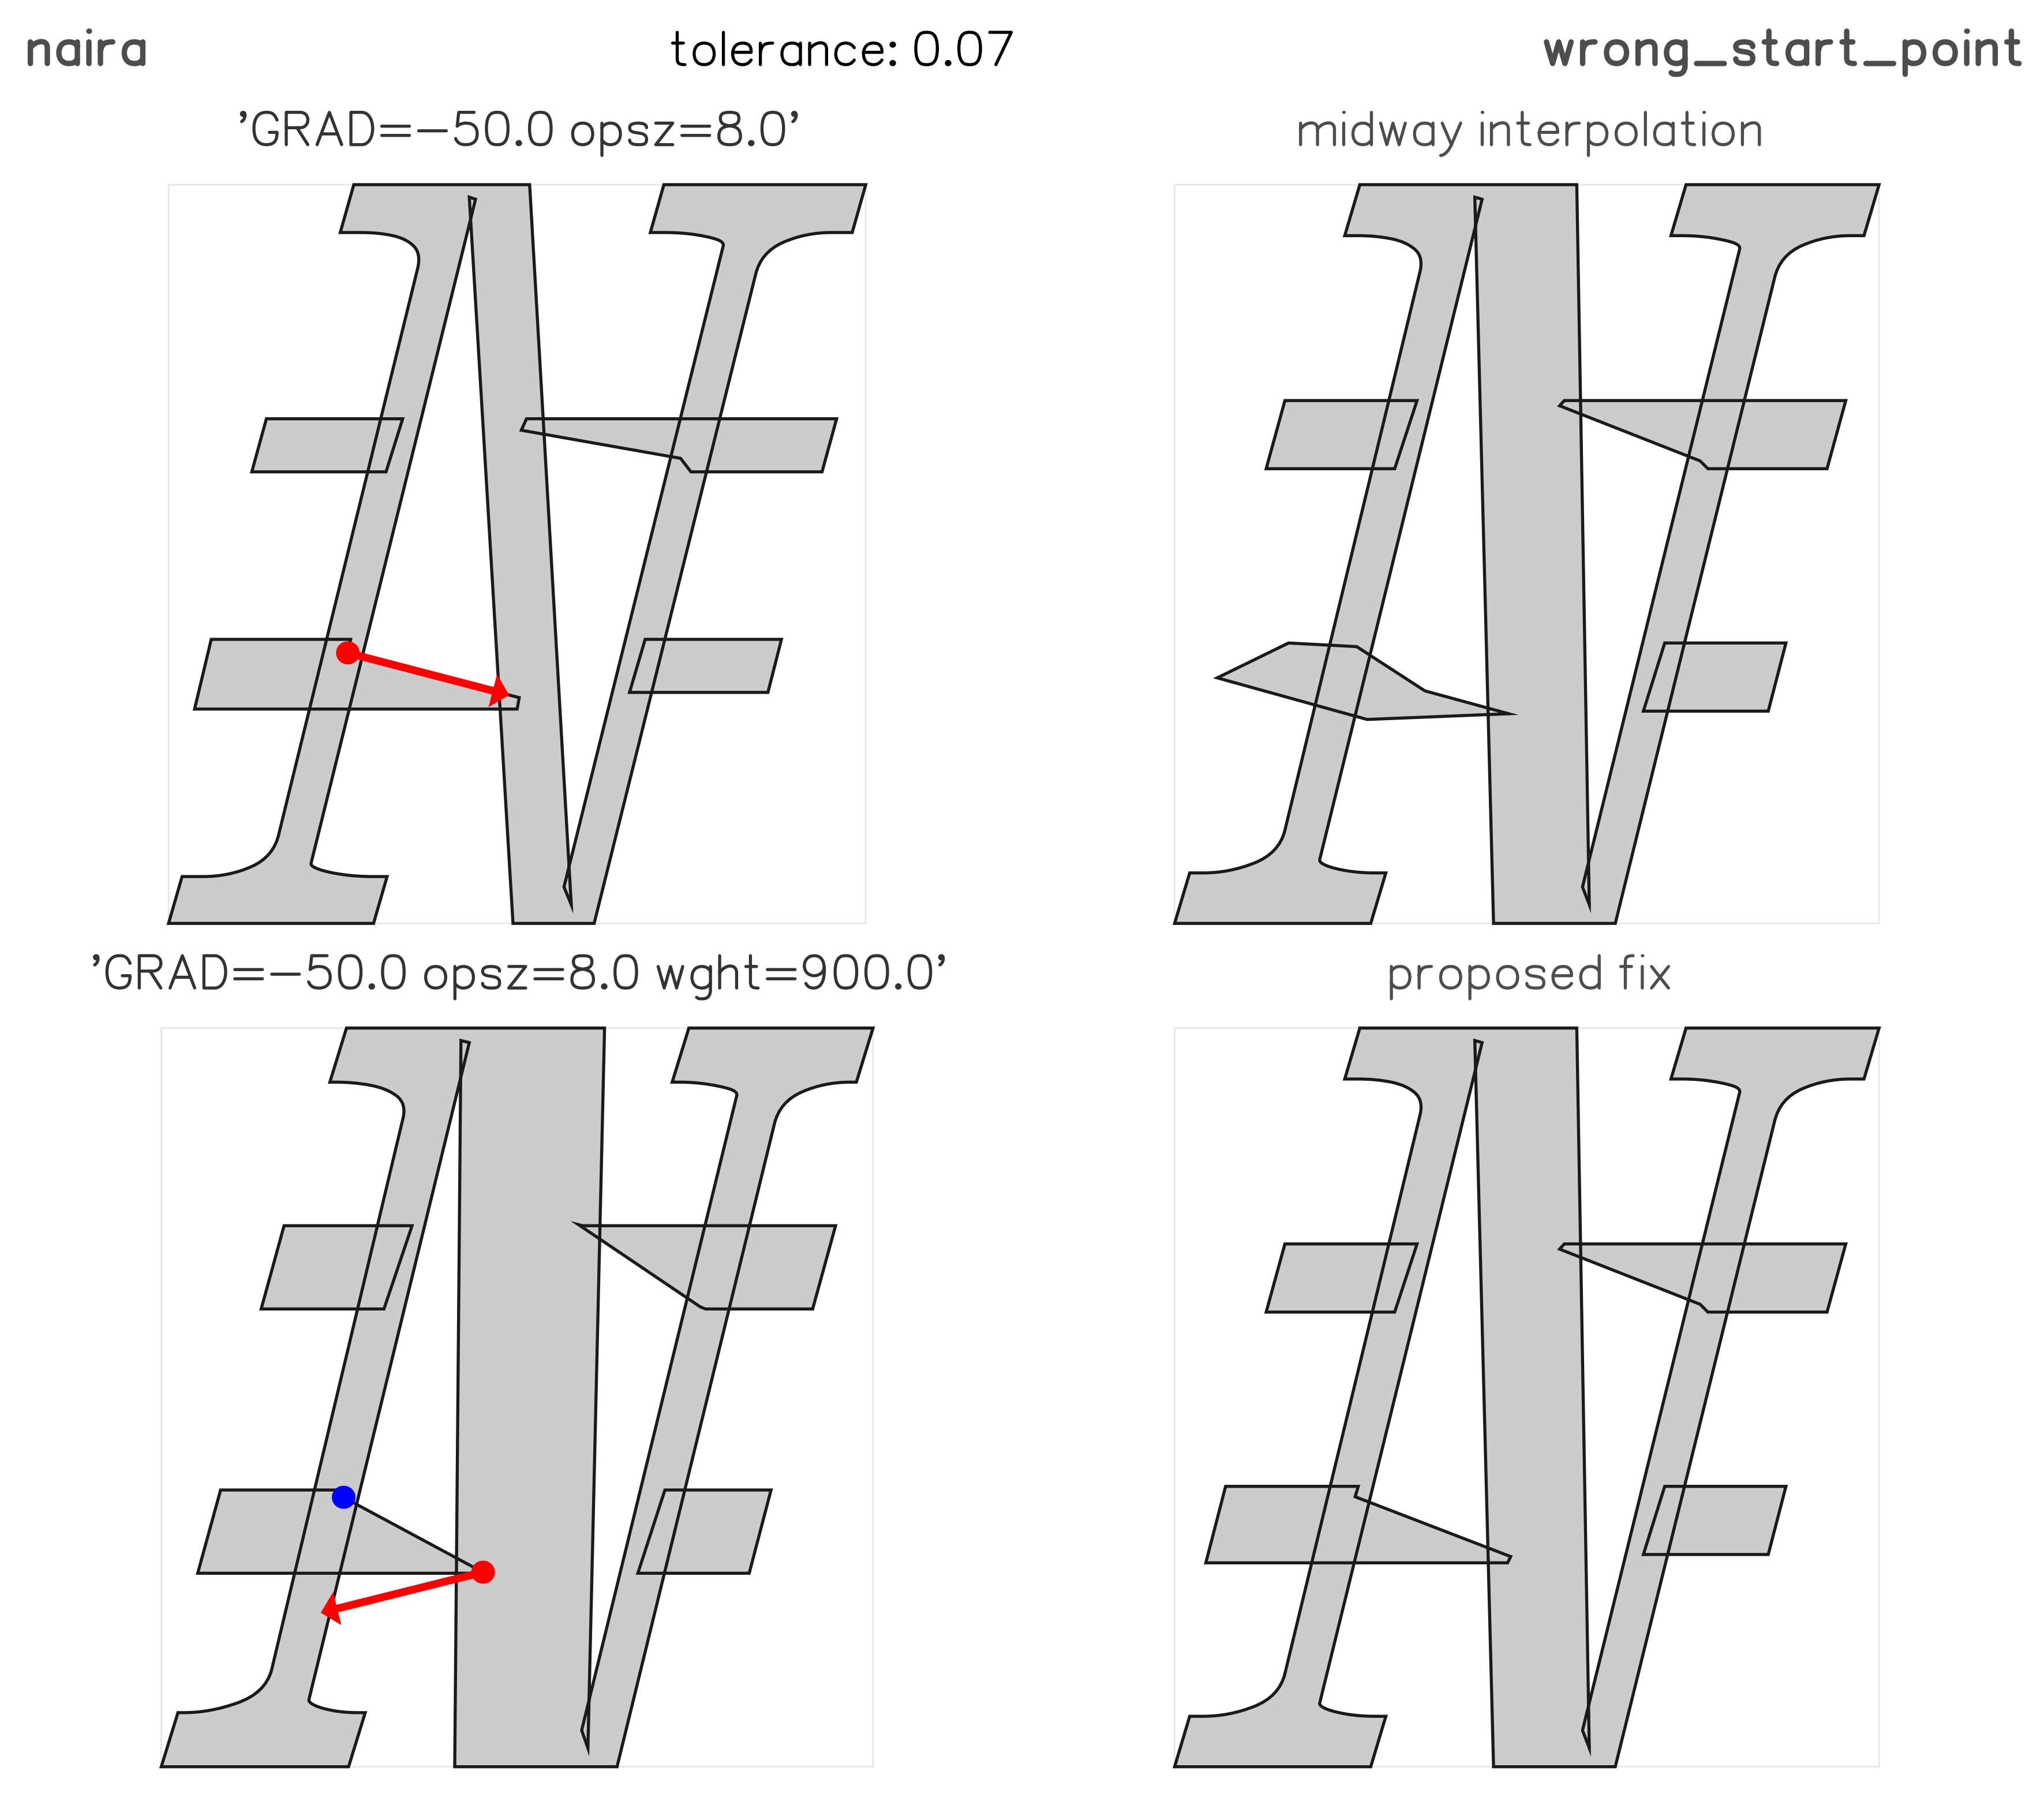 naira tolerance: 0.07 wrong_start_point
'GRAD=−50.0 opsz=8.0' midway interpolation
'GRAD=−50.0 opsz=8.0 wght=900.0' proposed fix